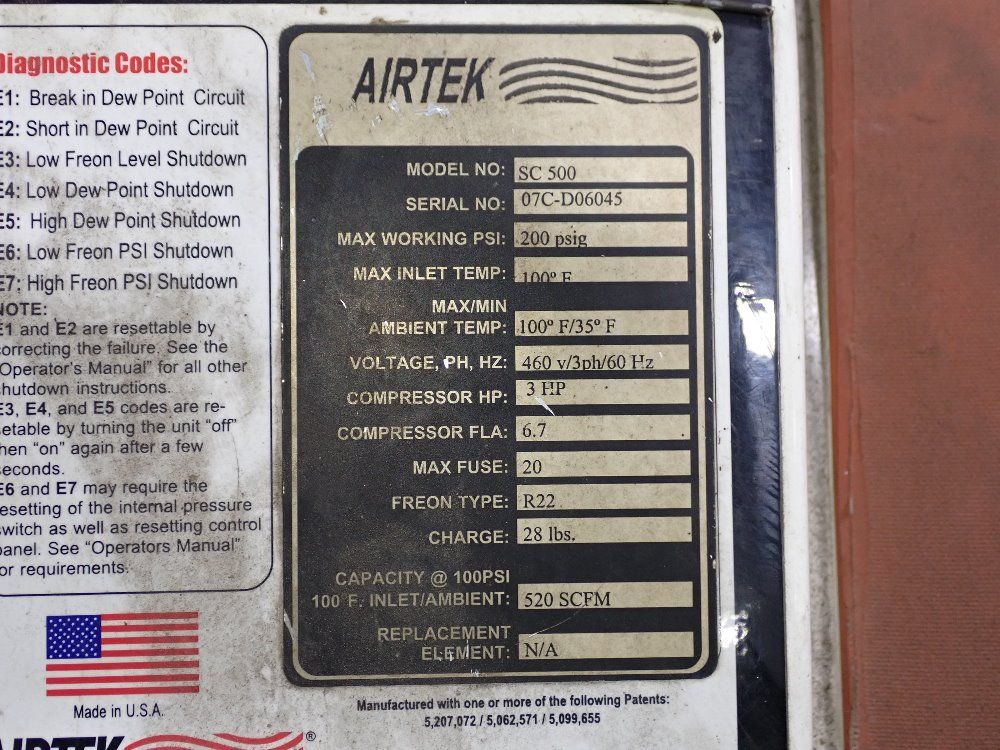 Diagnostic Codes:
E1: Break in Dew Point Circuit
E2: Short in Dew Point Circuit
E3: Low Freon Level Shutdown
E4: Low Dew Point Shutdown
E5: High Dew Point Shutdown
E6: Low Freon PSI Shutdown
E7: High Freon PSI Shutdown
NOTE:
E1 and E2 are resettable by
correcting the failure. See the
"Operator's Manual" for all other
shutdown instructions.
E3, E4, and E5 codes are re-
setable by turning the unit "off"
then "on" again after a few
seconds.
E6 and E7 may require the
resetting of the internal pressure
switch as well as resetting control
panel. See "Operators Manual"
for requirements.
Made in U.S.A.
AIRTEK ®
AIRTEK
MODEL NO: SC 500
SERIAL NO: 07C-D06045
MAX WORKING PSI: 200 psig
MAX INLET TEMP: 100º F
MAX/MIN
AMBIENT TEMP: 100º F/35º F
VOLTAGE, PH, HZ: 460 v/3ph/60 Hz
COMPRESSOR HP: 3 HP
COMPRESSOR FLA: 6.7
MAX FUSE: 20
FREON TYPE: R22
CHARGE: 28 lbs.
CAPACITY @ 100PSI
100 F. INLET/AMBIENT: 520 SCFM
REPLACEMENT
ELEMENT: N/A
Manufactured with one or more of the following Patents:
5,207,072 / 5,062,571 / 5,099,655